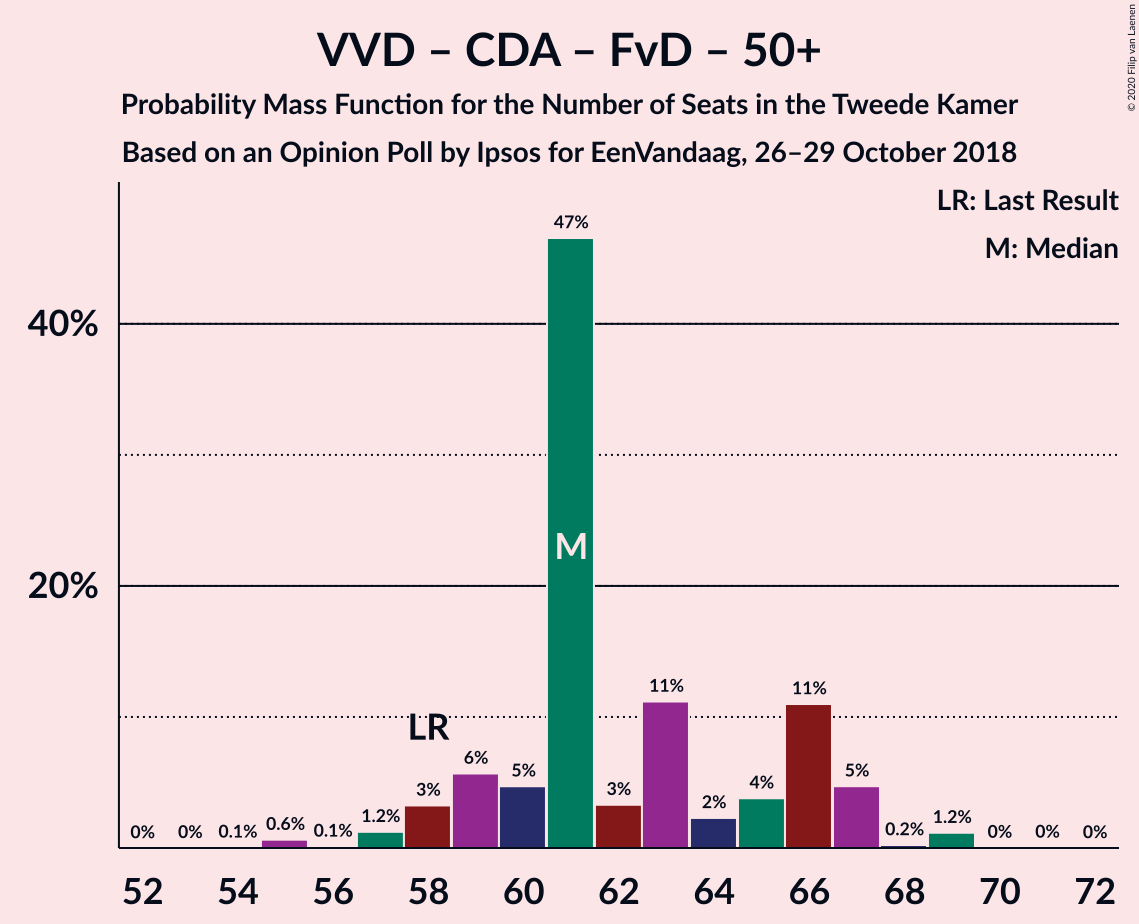 VVD – CDA – FvD – 50+
Probability Mass Function for the Number of Seats in the Tweede Kamer
Based on an Opinion Poll by Ipsos for EenVandaag, 26–29 October 2018
© 2020 Filip van Laenen
LR: Last Result
M: Median
47%
40%
M
20%
11% 11%
LR
6% 5% 5%
3% 3% 2% 4%
0% 0% 0.1% 0.6% 0.1% 1.2% 0.2% 1.2% 0% 0% 0%
52 54 56 58 60 62 64 66 68 70 72